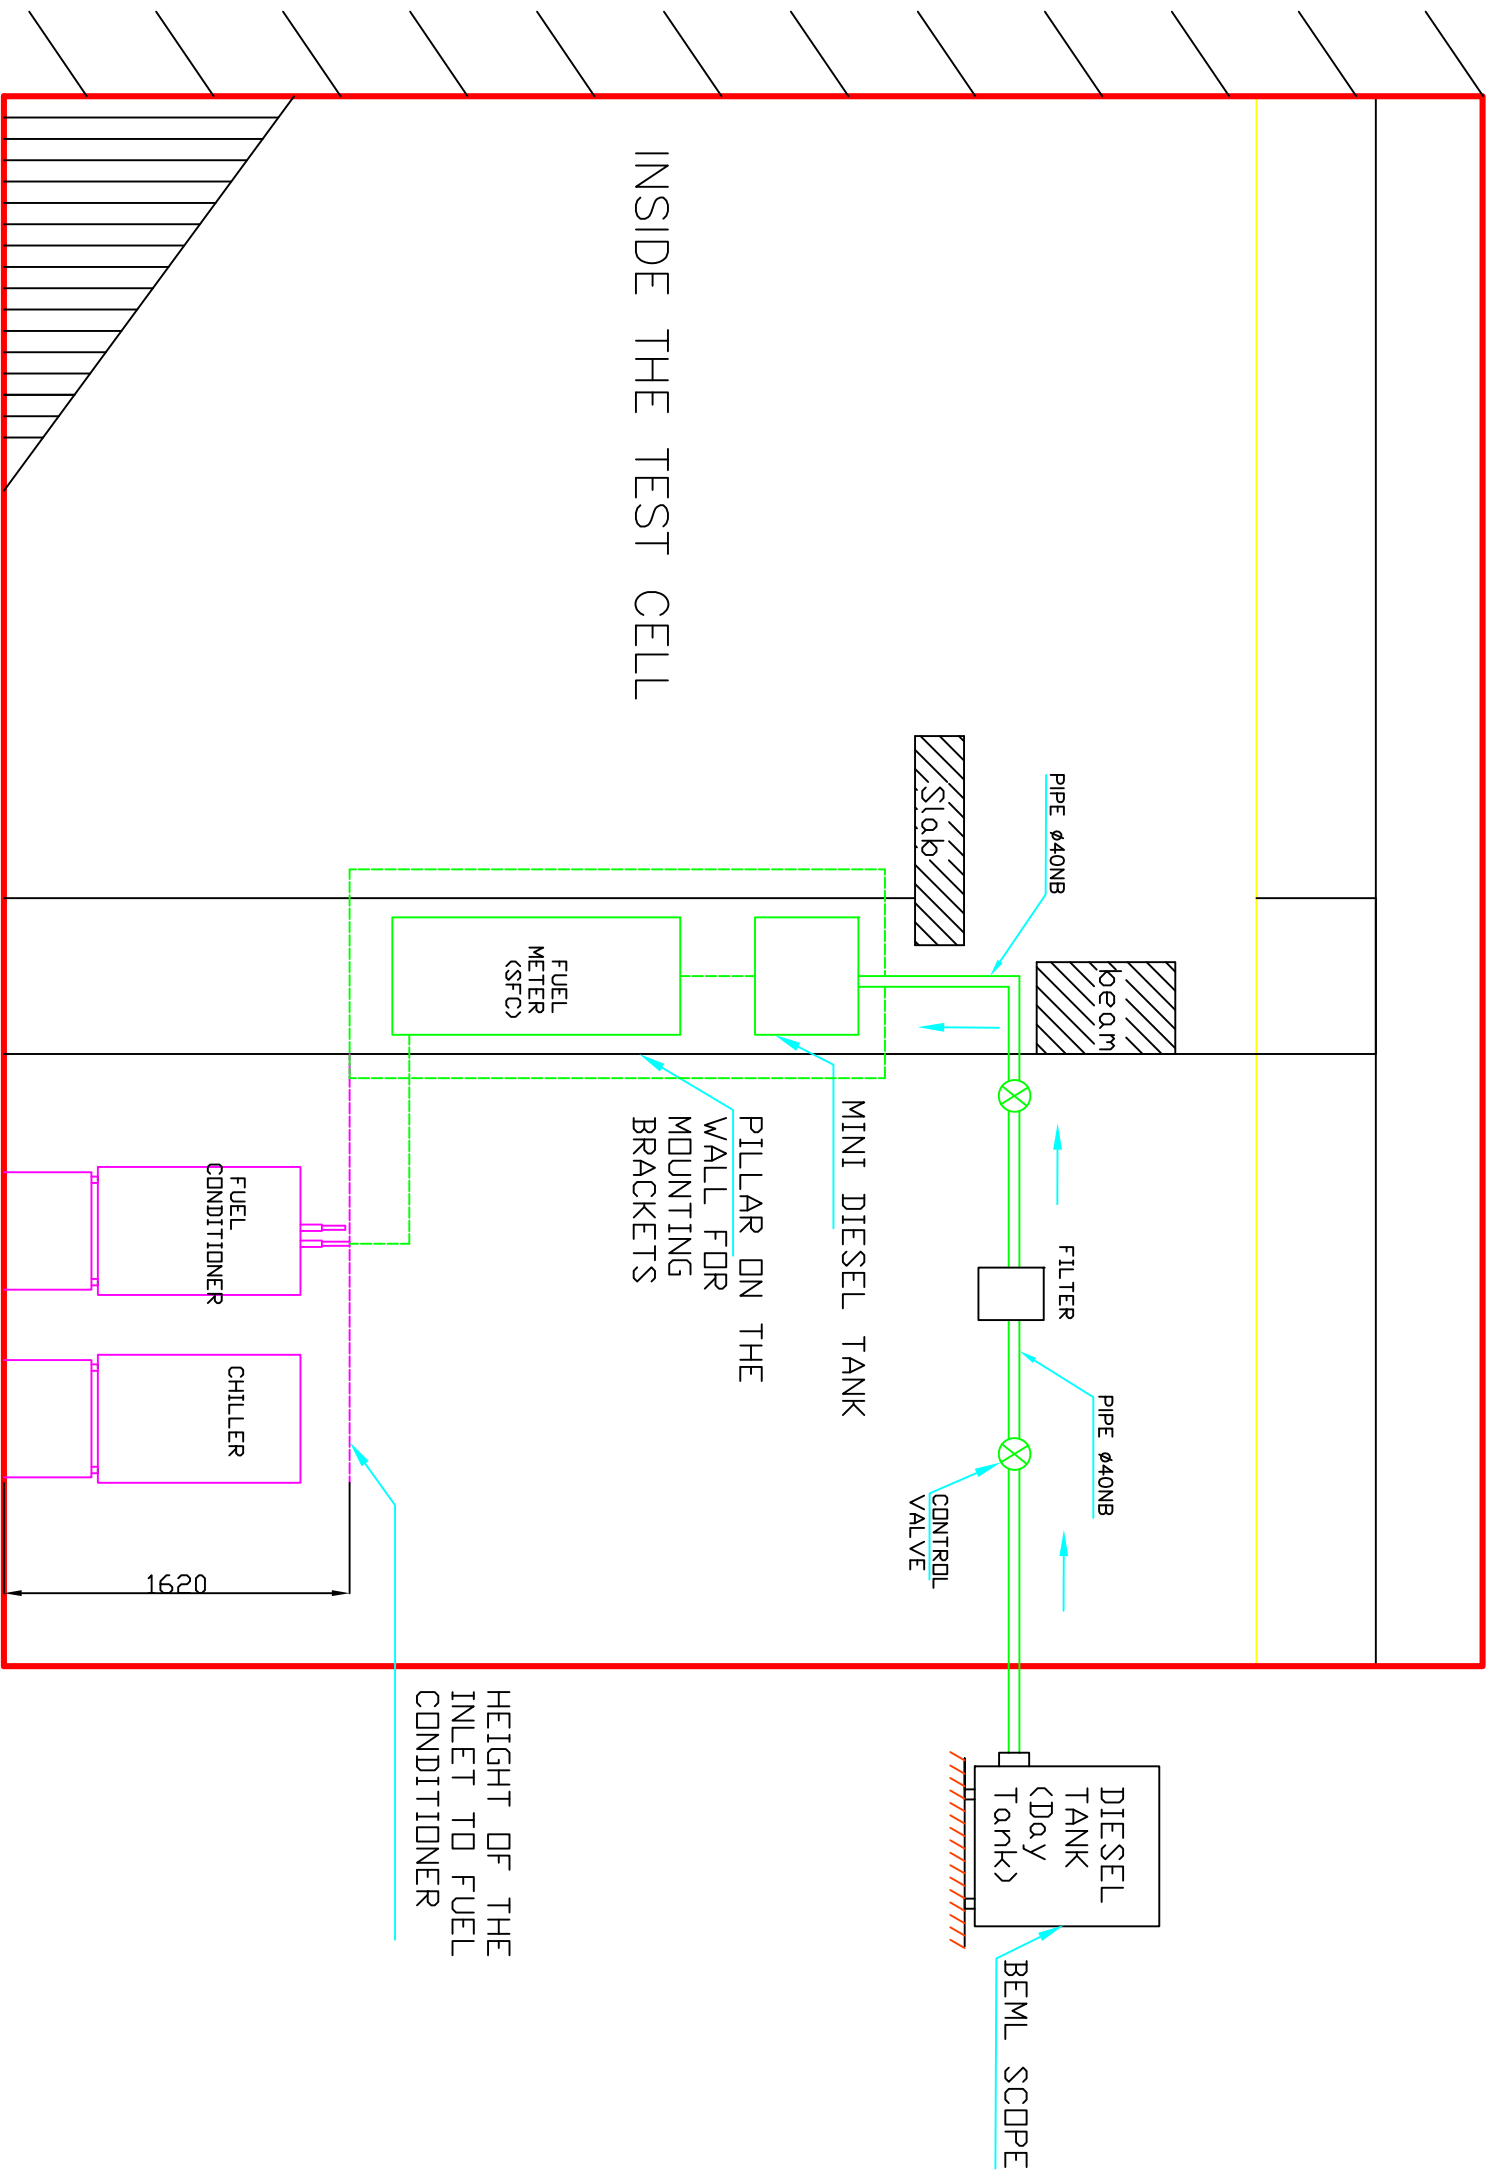 INSIDE THE TEST CELL
PIPE ø40NB
Slab
beam
FUEL
METER
(SFC)
MINI DIESEL TANK
PILLAR ON THE
WALL FOR
MOUNTING
BRACKETS
FILTER
PIPE ø40NB
CONTROL
VALVE
FUEL
CONDITIONER
CHILLER
1620
HEIGHT OF THE
INLET TO FUEL
CONDITIONER
DIESEL
TANK
(Day
Tank)
BEML SCOPE